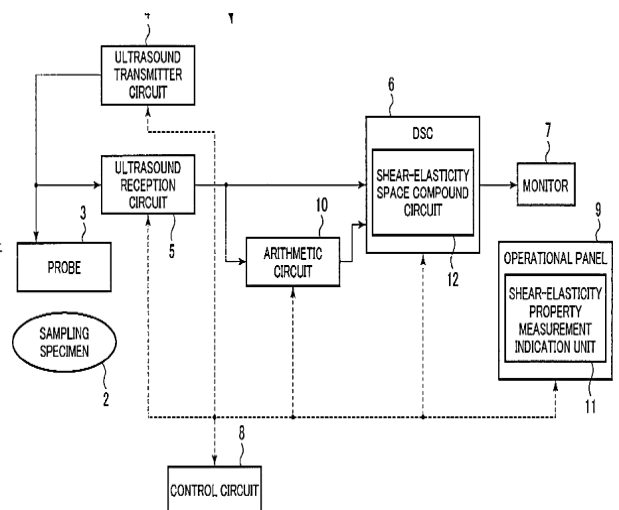 4
ULTRASOUND
TRANSMITTER
CIRCUIT
6
DSC
7
MONITOR
ULTRASOUND
RECEPTION
CIRCUIT
5
SHEAR-ELASTICITY
SPACE COMPOUND
CIRCUIT
12
3
PROBE
10
ARITHMETIC
CIRCUIT
9
OPERATIONAL PANEL
SHEAR-ELASTICITY
PROPERTY
MEASUREMENT
INDICATION UNIT
11
SAMPLING
SPECIMEN
2
8
CONTROL CIRCUIT